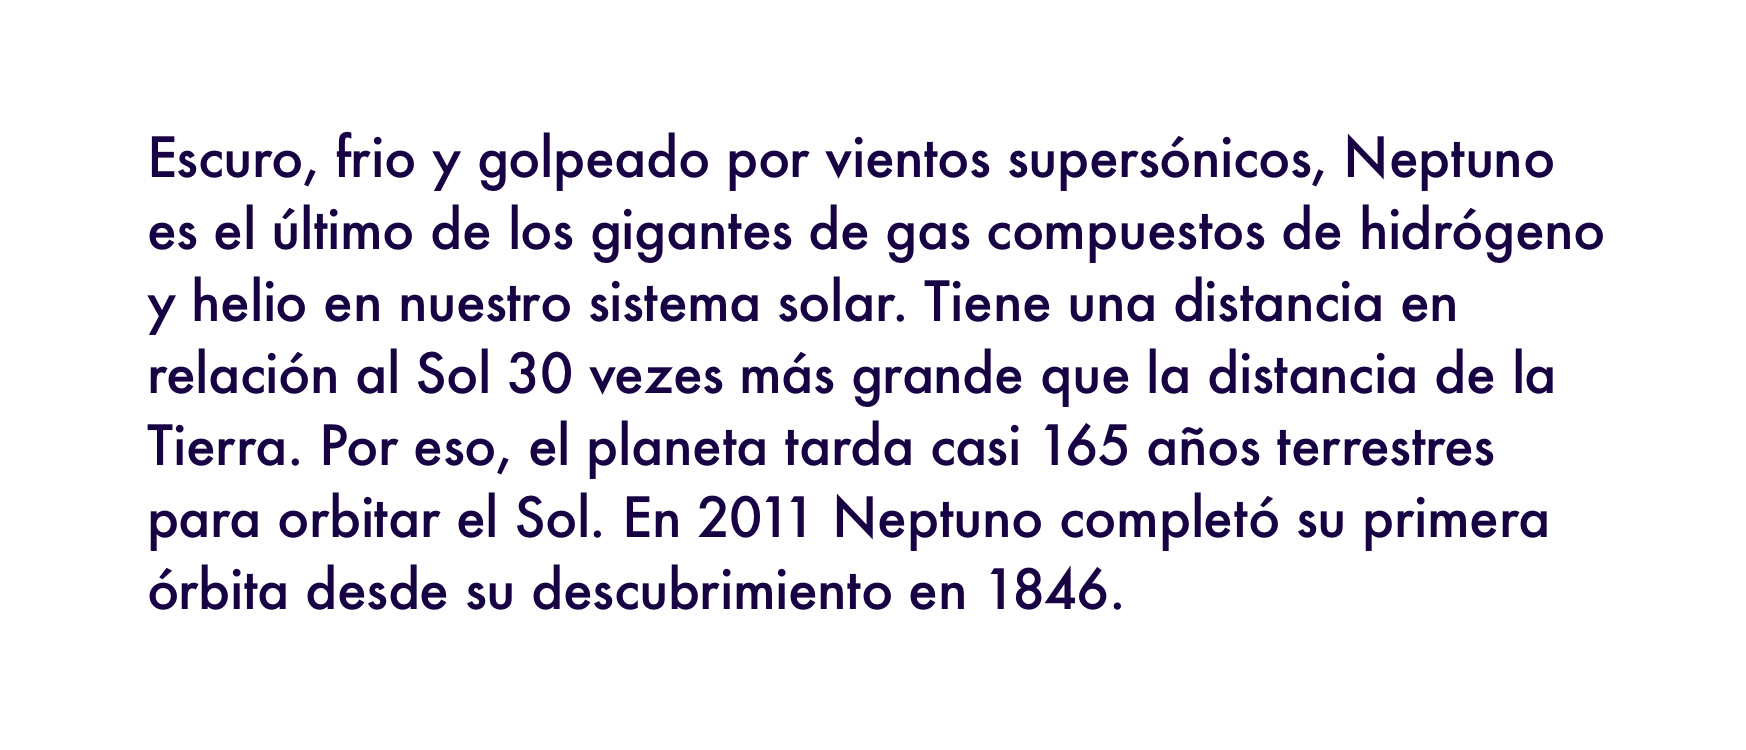 Escuro, frio y golpeado por vientos supersónicos, Neptuno
es el último de los gigantes de gas compuestos de hidrógeno
y helio en nuestro sistema solar. Tiene una distancia en
relación al Sol 30 vezes más grande que la distancia de la
Tierra. Por eso, el planeta tarda casi 165 años terrestres
para orbitar el Sol. En 2011 Neptuno completó su primera
órbita desde su descubrimiento en 1846.